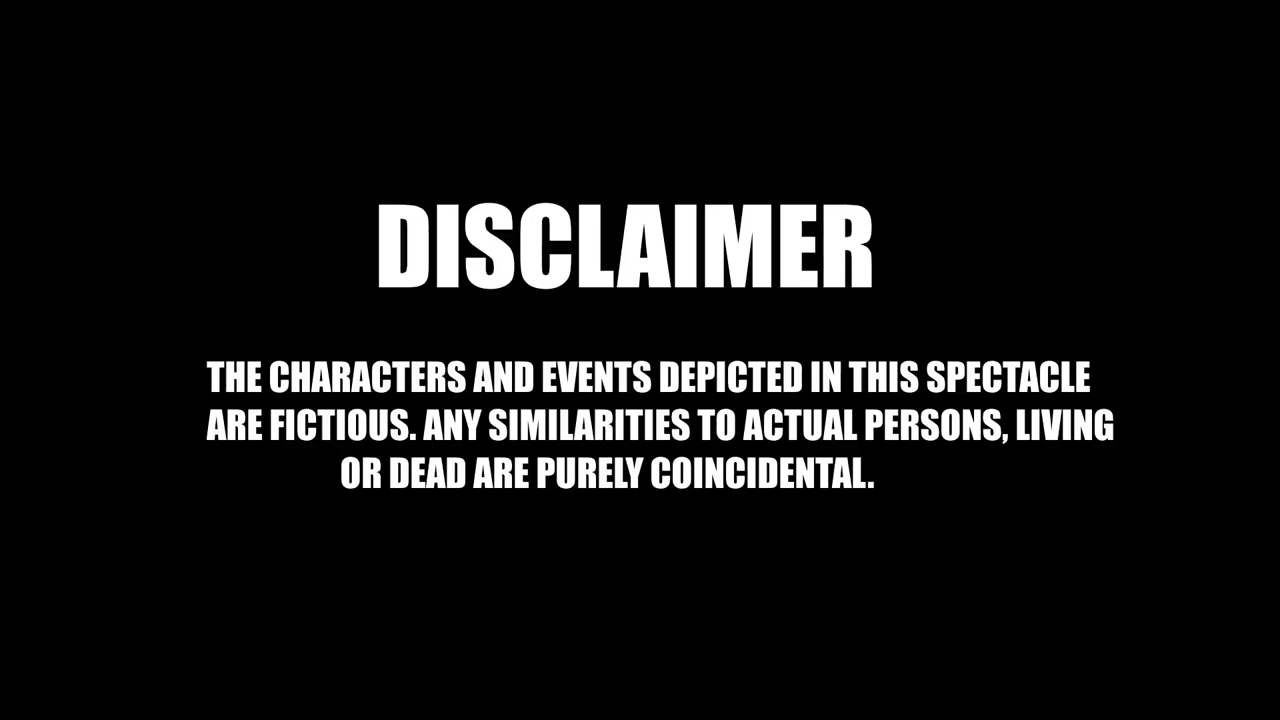 DISCLAIMER
THE CHARACTERS AND EVENTS DEPICTED IN THIS SPECTACLE
ARE FICTIOUS. ANY SIMILARITIES TO ACTUAL PERSONS, LIVING
OR DEAD ARE PURELY COINCIDENTAL.